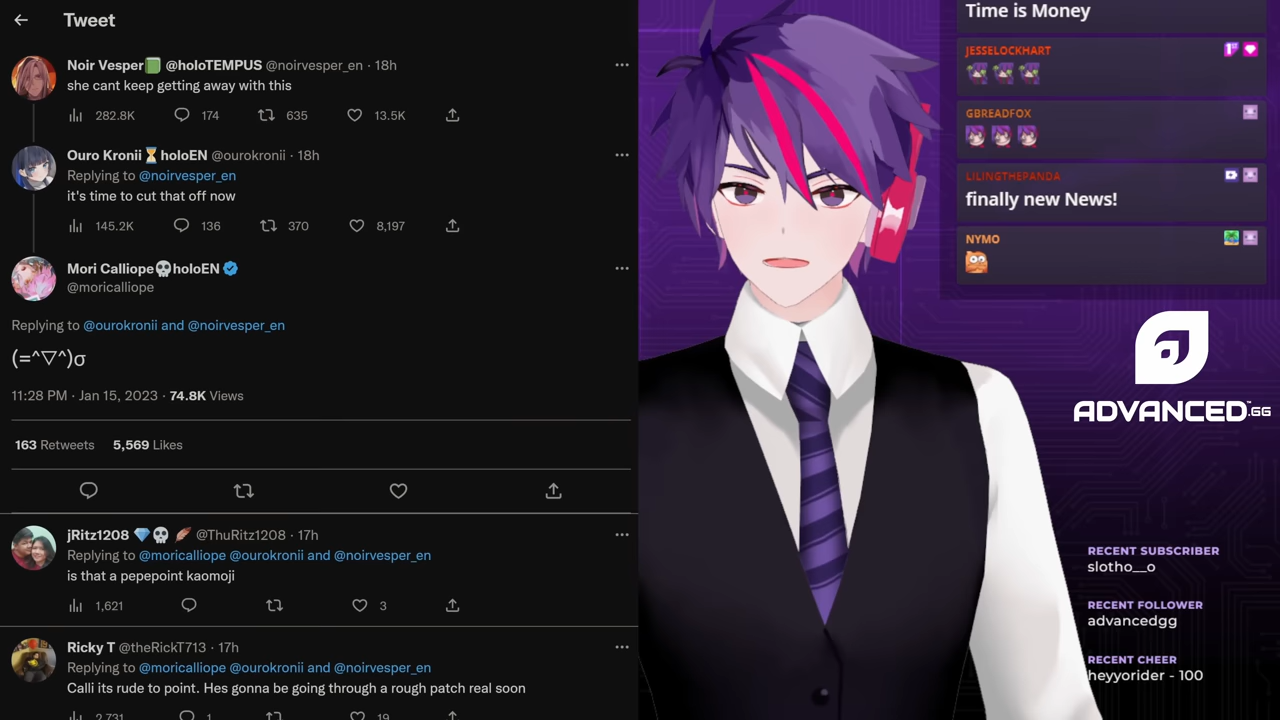 Tweet
Noir Vesper📗 @holoTEMPUS @noirvesper_en · 18h
she cant keep getting away with this
282.8K 174 635 13.5K
Ouro Kronii⏳holoEN @ourokronii · 18h
Replying to @noirvesper_en
it's time to cut that off now
145.2K 136 370 8,197
Mori Calliope💀holoEN
@moricalliope
Replying to @ourokronii and @noirvesper_en
(=^▽^)σ
11:28 PM · Jan 15, 2023 · 74.8K Views
163 Retweets 5,569 Likes
jRitz1208 💎💀 🪶 @ThuRitz1208 · 17h
Replying to @moricalliope @ourokronii and @noirvesper_en
is that a pepepoint kaomoji
1,621 3
Ricky T @theRickT713 · 17h
Replying to @moricalliope @ourokronii and @noirvesper_en
Calli its rude to point. Hes gonna be going through a rough patch real soon
2,731 1 19
Time is Money
JESSELOCKHART
GBREADFOX
LILINGTHEPANDA
finally new News!
NYMO
ADVANCED™.GG
RECENT SUBSCRIBER
slotho__o
RECENT FOLLOWER
advancedgg
RECENT CHEER
heyyorider - 100